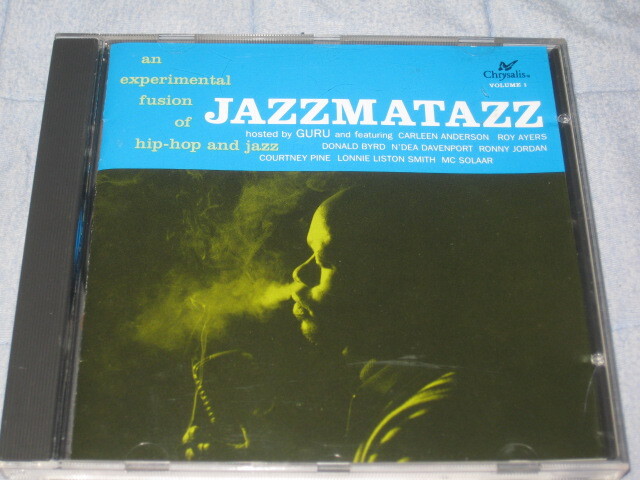 an
experimental
fusion
of
hip-hop and jazz
JAZZMATAZZ
Chrysalis®
VOLUME 1
hosted by GURU and featuring CARLEEN ANDERSON ROY AYERS
DONALD BYRD N'DEA DAVENPORT RONNY JORDAN
COURTNEY PINE LONNIE LISTON SMITH MC SOLAAR